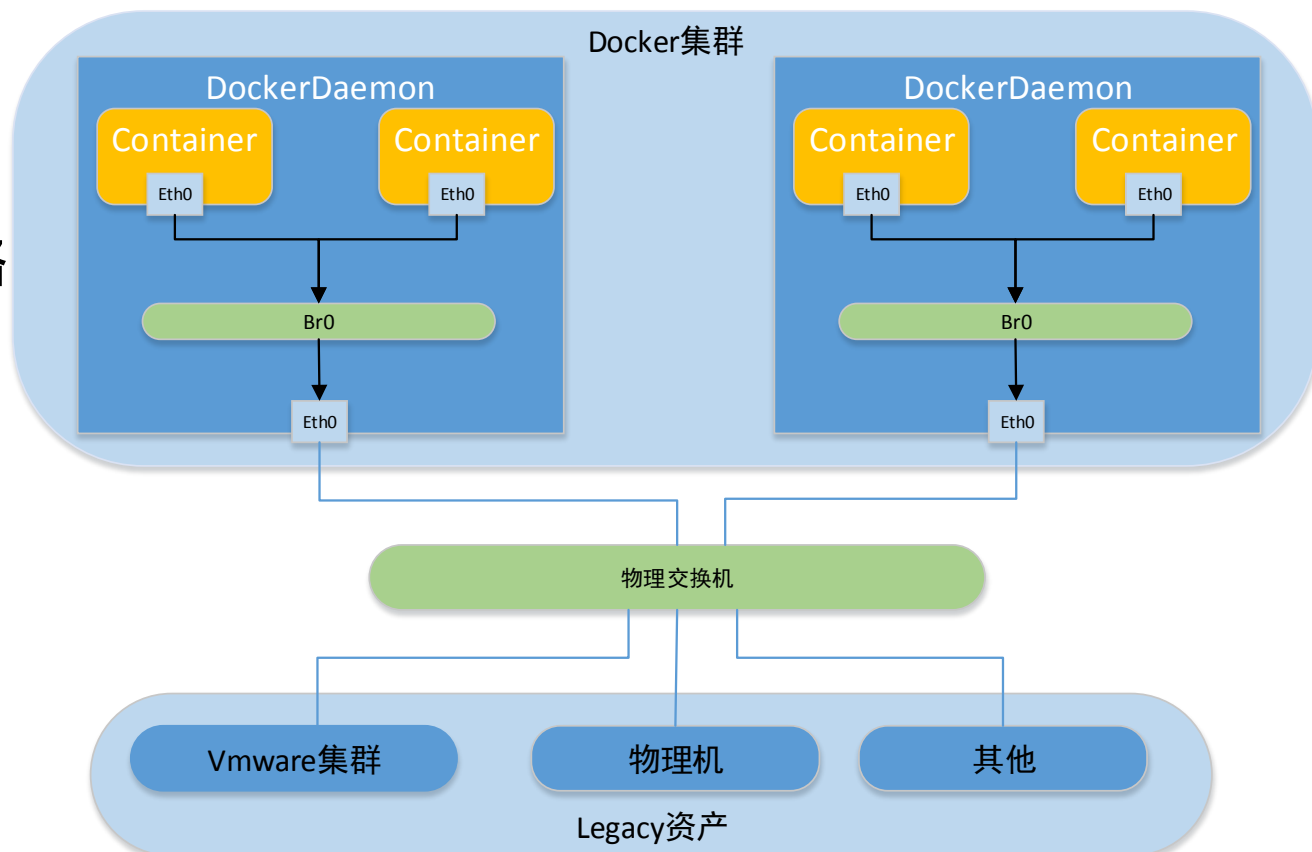 Docker集群
DockerDaemon
DockerDaemon
Container
Container
Container
Container
Eth0
Eth0
Eth0
Eth0
Br0
Br0
Eth0
Eth0
物理交换机
Vmware集群
物理机
其他
Legacy资产